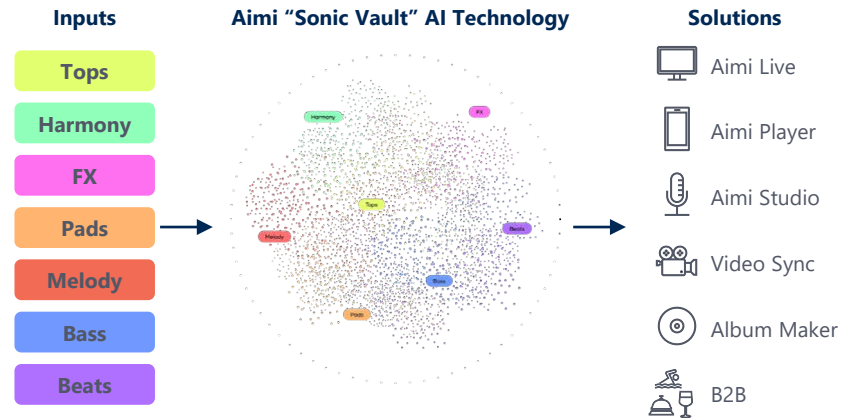 Inputs
Aimi “Sonic Vault” AI Technology
Solutions
Tops
Harmony
FX
Pads
Melody
Bass
Beats
Harmony
FX
Tops
Beats
Melody
Bass
Pads
Aimi Live
Aimi Player
Aimi Studio
Video Sync
Album Maker
B2B